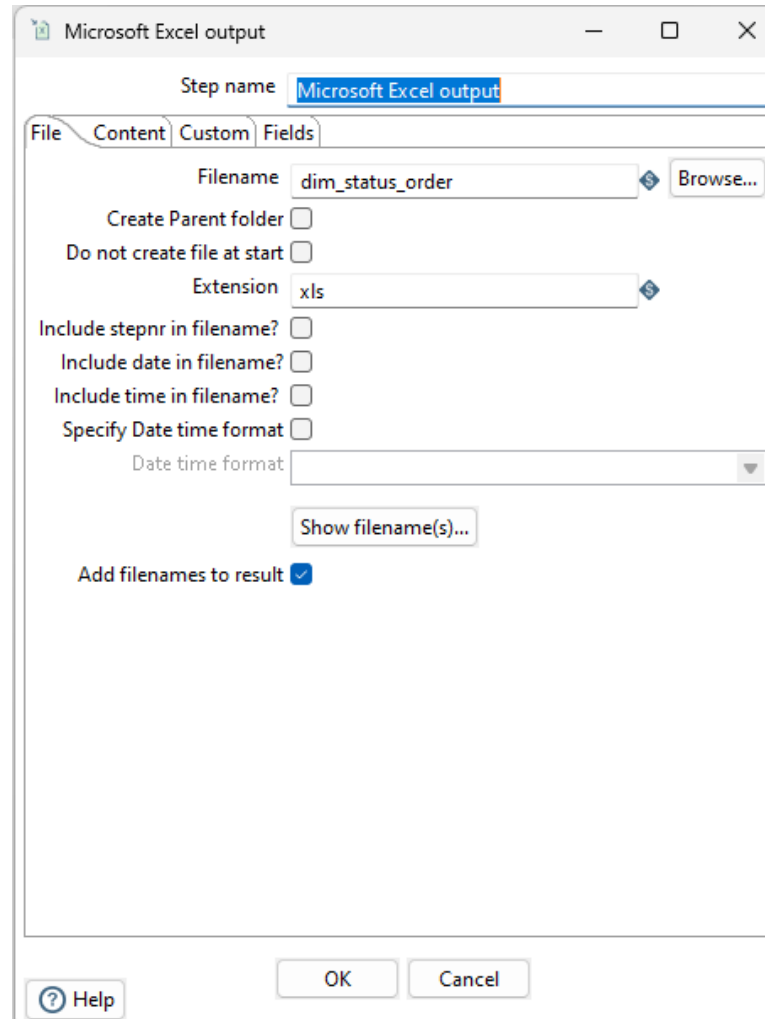 Microsoft Excel output
Step name Microsoft Excel output
File Content Custom Fields
Filename dim_status_order Browse...
Create Parent folder
Do not create file at start
Extension xls
Include stepnr in filename?
Include date in filename?
Include time in filename?
Specify Date time format
Date time format
Show filename(s)...
Add filenames to result
OK Cancel
Help